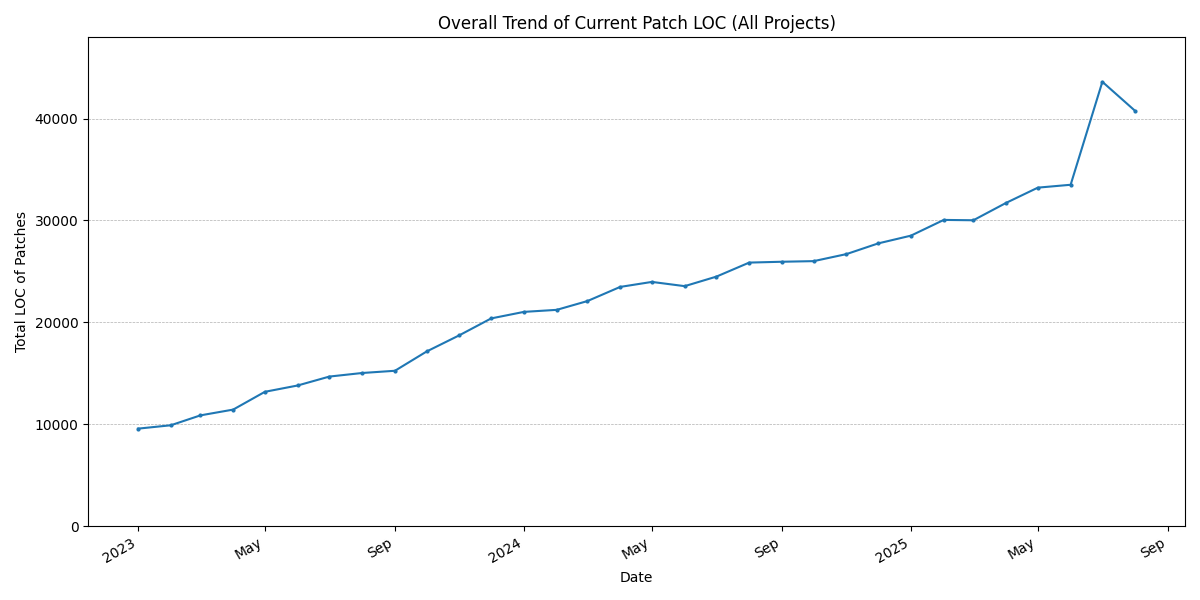 Overall Trend of Current Patch LOC (All Projects)
Total LOC of Patches
40000
30000
20000
10000
0
2023
May
Sep
2024
May
Sep
2025
May
Sep
Date